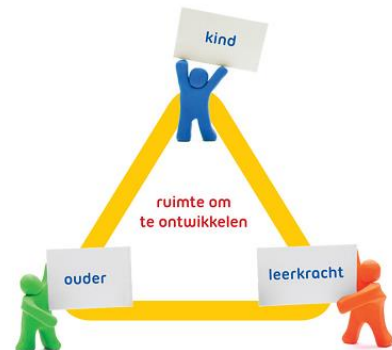 kind
ruimte om
te ontwikkelen
ouder
leerkracht